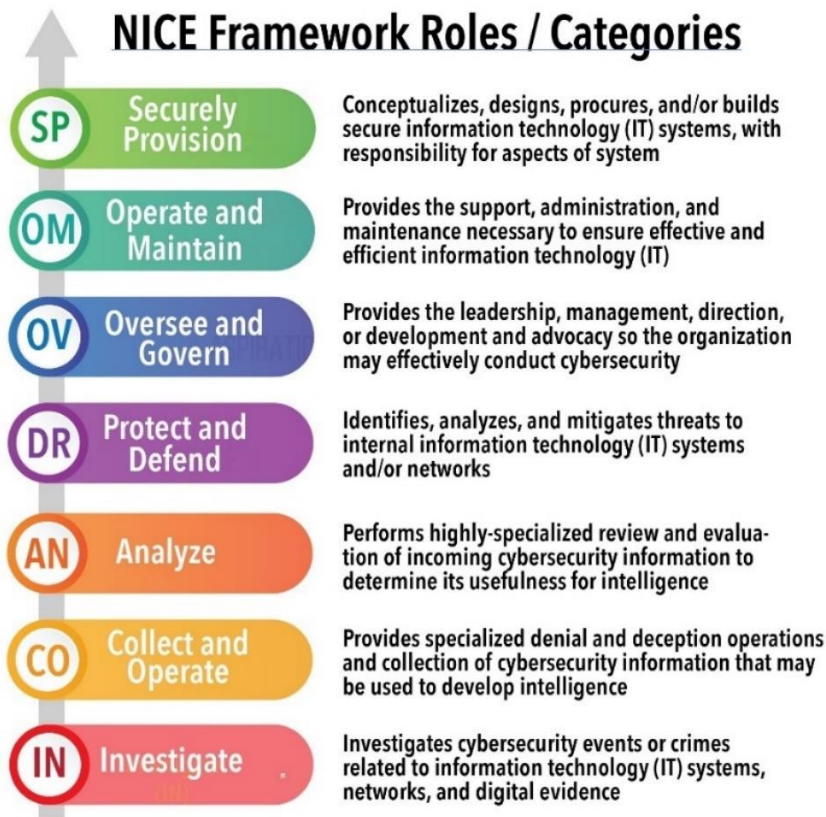 NICE Framework Roles / Categories
SP
Securely
Provision
Conceptualizes, designs, procures, and/or builds
secure information technology (IT) systems, with
responsibility for aspects of system
OM
Operate and
Maintain
Provides the support, administration, and
maintenance necessary to ensure effective and
efficient information technology (IT)
OV
Oversee and
Govern
Provides the leadership, management, direction,
or development and advocacy so the organization
may effectively conduct cybersecurity
DR
Protect and
Defend
Identifies, analyzes, and mitigates threats to
internal information technology (IT) systems
and/or networks
AN
Analyze
Performs highly-specialized review and evalua-
tion of incoming cybersecurity information to
determine its usefulness for intelligence
CO
Collect and
Operate
Provides specialized denial and deception operations
and collection of cybersecurity information that may
be used to develop intelligence
IN
Investigate
Investigates cybersecurity events or crimes
related to information technology (IT) systems,
networks, and digital evidence